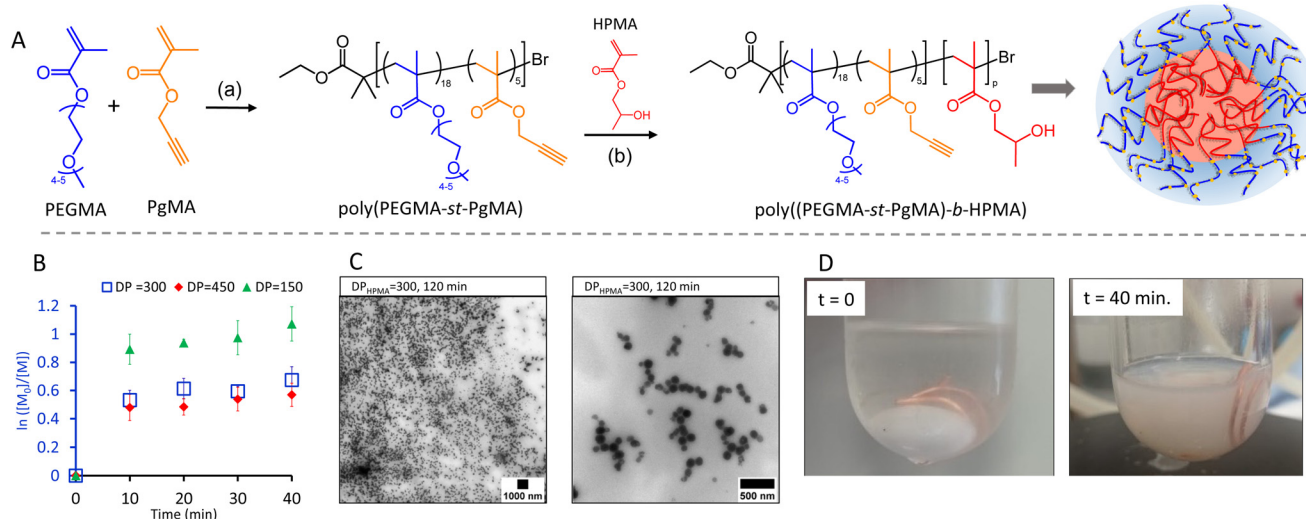 A
HPMA
O
O
18
5
Br
O
O
O
O
O
4-5
PEGMA
+
O
O
PgMA
(a)
O
O
O
O
4-5
poly(PEGMA-st-PgMA)
O
O
OH
(b)
O
O
18
5
p
Br
O
O
O
O
O
O
O
4-5
OH
poly((PEGMA-st-PgMA)-b-HPMA)
B
DP =300 DP=450 DP=150
ln ([M₀]/[M])
1.2
1
0.8
0.6
0.4
0.2
0
0 10 20 30 40
Time (min)
C
DPHPMA=300, 120 min
1000 nm
DPHPMA=300, 120 min
500 nm
D
t = 0
t = 40 min.